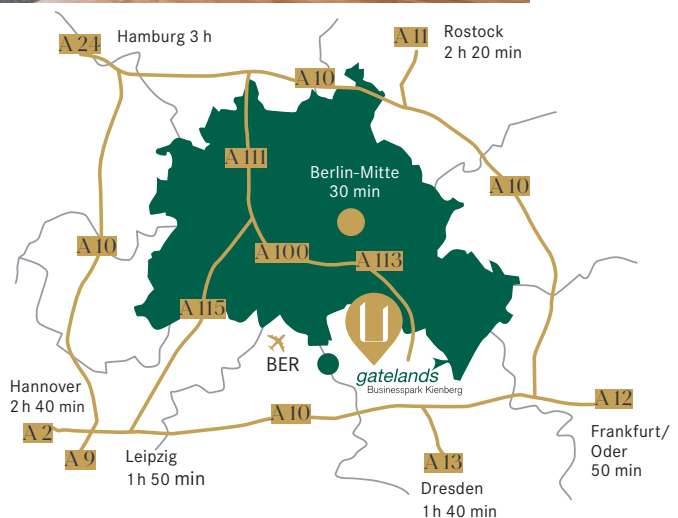 A 24
Hamburg 3 h
A 11
Rostock
2 h 20 min
A 10
A 111
Berlin-Mitte
30 min
A 10
A 10
A 100
A 113
A 115
BER
gatelands
Businesspark Kienberg
Hannover
2 h 40 min
A 10
A 12
A 2
A 9
Leipzig
1 h 50 min
A 13
Dresden
1 h 40 min
Frankfurt/
Oder
50 min